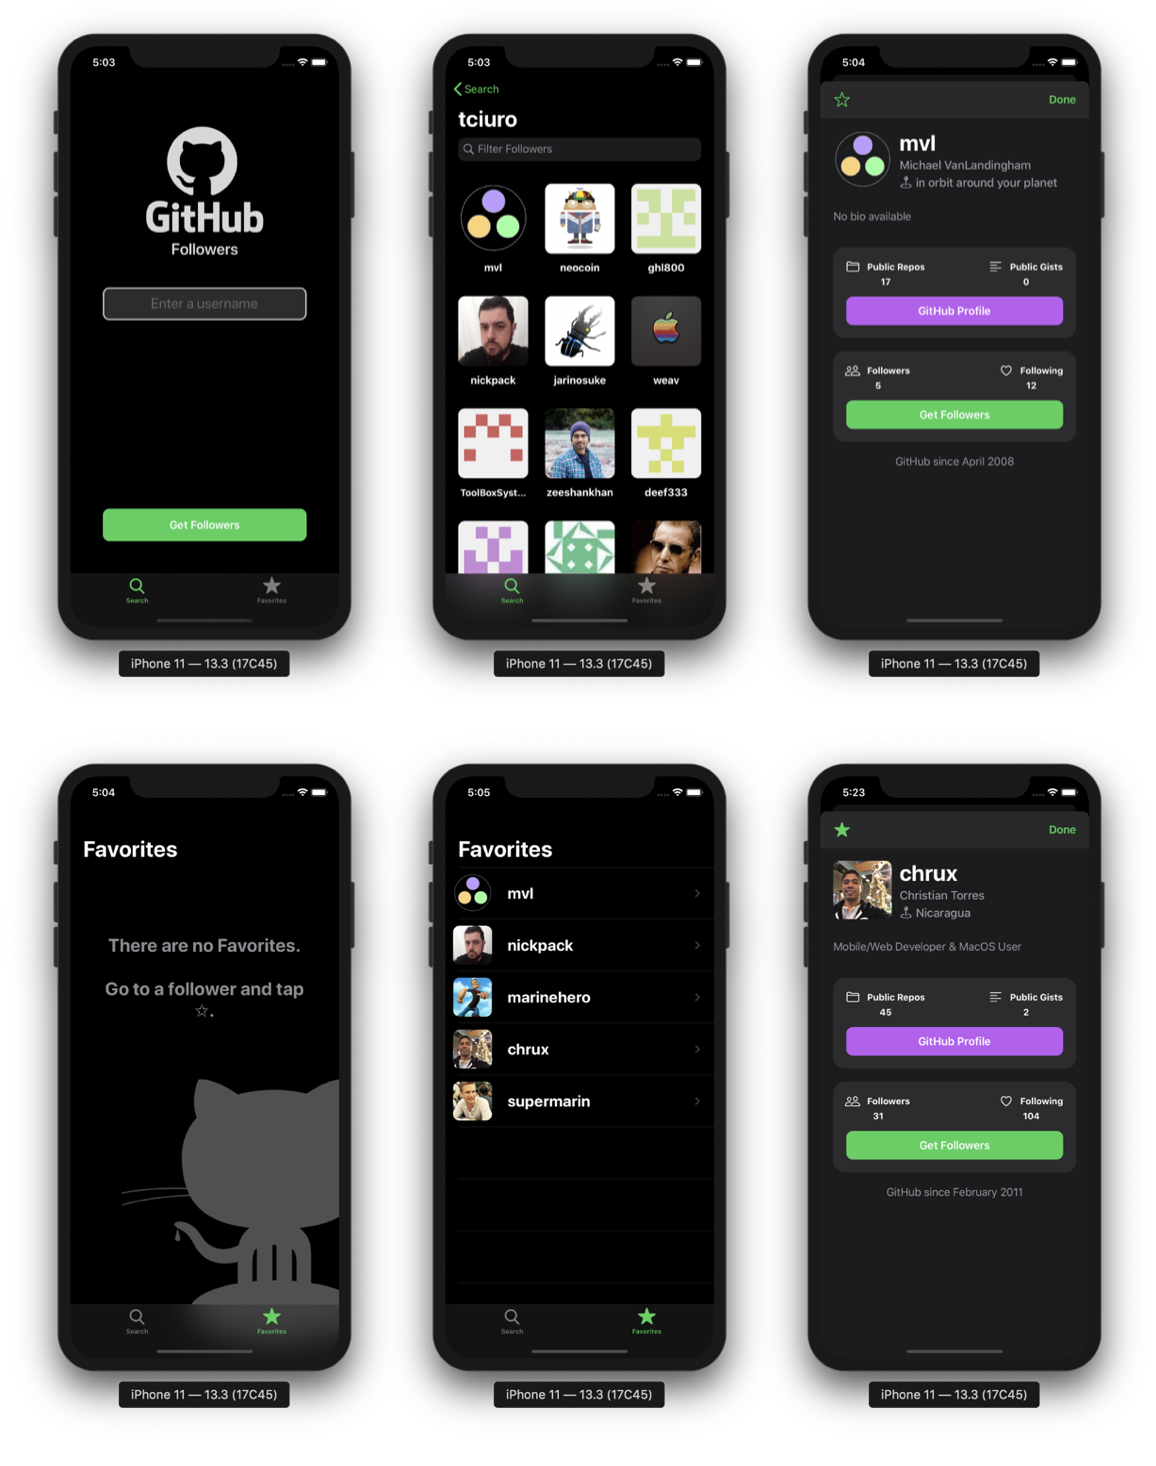 5:03
GitHub
Followers
Enter a username
Get Followers
Search
Favorites
iPhone 11 — 13.3 (17C45)
5:03
Search
tciuro
Filter Followers
mvl
neocoin
ghl800
nickpack
jarinosuke
weav
ToolBoxSyst...
zeeshankhan
deef333
Search
Favorites
iPhone 11 — 13.3 (17C45)
5:04
Done
mvl
Michael VanLandingham
in orbit around your planet
No bio available
Public Repos
17
Public Gists
0
GitHub Profile
Followers
5
Following
12
Get Followers
GitHub since April 2008
iPhone 11 — 13.3 (17C45)
5:04
Favorites
There are no Favorites.
Go to a follower and tap
☆.
Search
Favorites
iPhone 11 — 13.3 (17C45)
5:05
Favorites
mvl
nickpack
marinehero
chrux
supermarin
Search
Favorites
iPhone 11 — 13.3 (17C45)
5:23
Done
chrux
Christian Torres
Nicaragua
Mobile/Web Developer & MacOS User
Public Repos
45
Public Gists
2
GitHub Profile
Followers
31
Following
104
Get Followers
GitHub since February 2011
iPhone 11 — 13.3 (17C45)